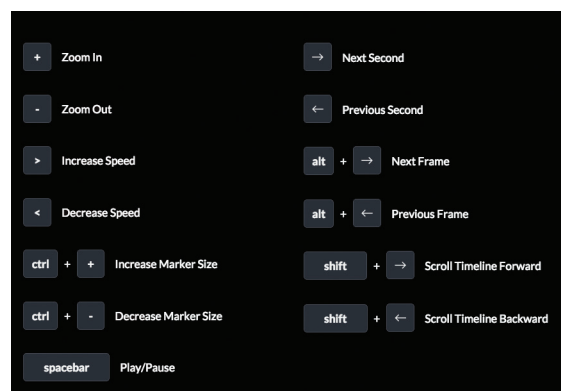 + Zoom In
- Zoom Out
> Increase Speed
< Decrease Speed
ctrl + + Increase Marker Size
ctrl + - Decrease Marker Size
spacebar Play/Pause
→ Next Second
← Previous Second
alt + → Next Frame
alt + ← Previous Frame
shift + → Scroll Timeline Forward
shift + ← Scroll Timeline Backward